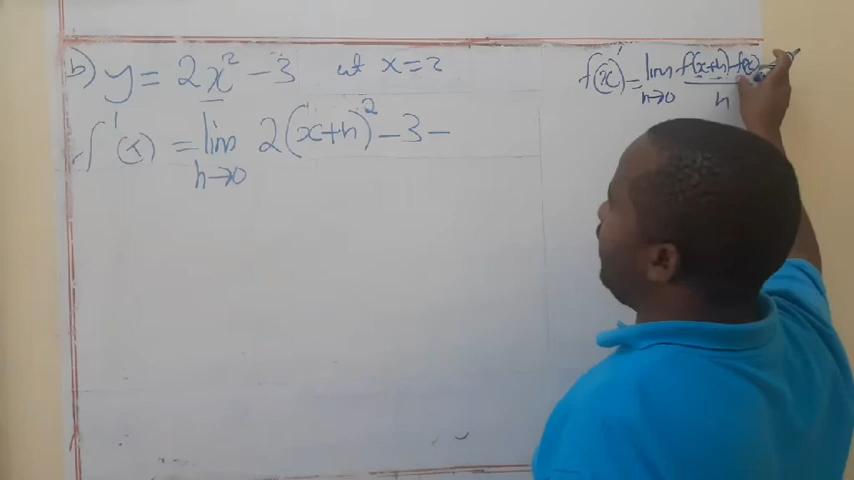 b) y = 2x² - 3 at x = 2
f'(x) = lim 2(x+h)² - 3 -
h→0
f'(x) = lim f(x+h) - f(x)
h→0 h